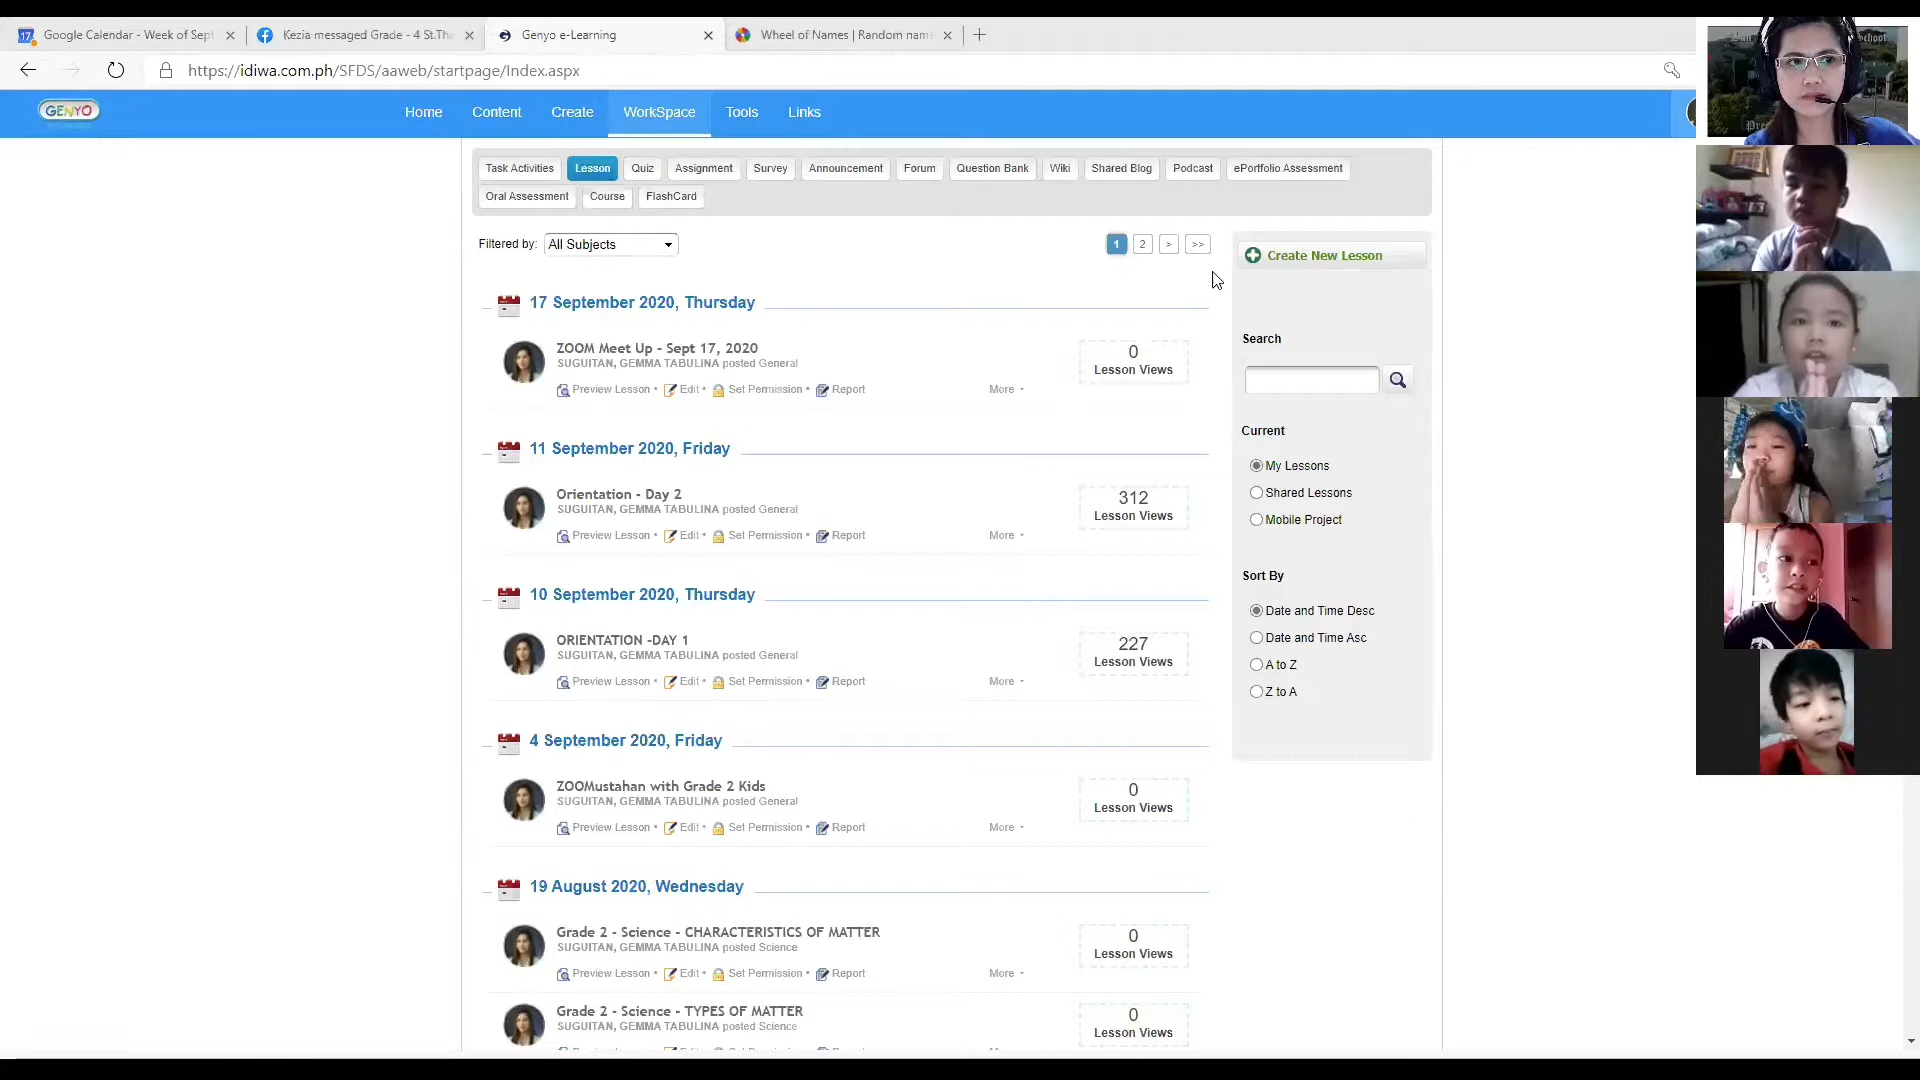 Google Calendar - Week of Sept
Kezia messaged Grade - 4 St.Tha
Genyo e-Learning
Wheel of Names | Random nam
https://idiwa.com.ph/SFDS/aaweb/startpage/Index.aspx
GENYO
Home
Content
Create
WorkSpace
Tools
Links
Task Activities
Lesson
Quiz
Assignment
Survey
Announcement
Forum
Question Bank
Wiki
Shared Blog
Podcast
ePortfolio Assessment
Oral Assessment
Course
FlashCard
Filtered by: All Subjects
1 2 > >>
Create New Lesson
17 September 2020, Thursday
ZOOM Meet Up - Sept 17, 2020
SUGUITAN, GEMMA TABULINA posted General
Preview Lesson • Edit • Set Permission • Report
More
0
Lesson Views
11 September 2020, Friday
Orientation - Day 2
SUGUITAN, GEMMA TABULINA posted General
Preview Lesson • Edit • Set Permission • Report
More
312
Lesson Views
10 September 2020, Thursday
ORIENTATION -DAY 1
SUGUITAN, GEMMA TABULINA posted General
Preview Lesson • Edit • Set Permission • Report
More
227
Lesson Views
4 September 2020, Friday
ZOOMustahan with Grade 2 Kids
SUGUITAN, GEMMA TABULINA posted General
Preview Lesson • Edit • Set Permission • Report
More
0
Lesson Views
19 August 2020, Wednesday
Grade 2 - Science - CHARACTERISTICS OF MATTER
SUGUITAN, GEMMA TABULINA posted Science
Preview Lesson • Edit • Set Permission • Report
More
0
Lesson Views
Grade 2 - Science - TYPES OF MATTER
SUGUITAN, GEMMA TABULINA posted Science
0
Lesson Views
Search
Current
My Lessons
Shared Lessons
Mobile Project
Sort By
Date and Time Desc
Date and Time Asc
A to Z
Z to A